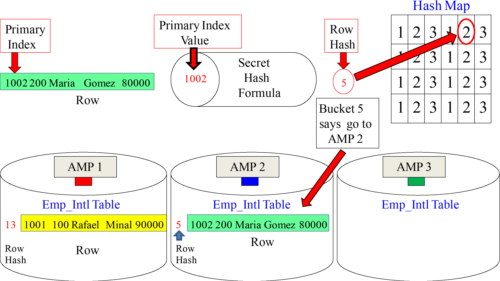 Hash Map
Primary
Index
Primary Index
Value
Row
Hash
1 2 3 1 2 3
1 2 3 1 2 3
1 2 3 1 2 3
1 2 3 1 2 3
1002 200 Maria Gomez 80000
Row
1002
Secret
Hash
Formula
5
Bucket 5
says go to
AMP 2
AMP 1
AMP 2
AMP 3
Emp_Intl Table
Emp_Intl Table
Emp_Intl Table
13
1001 100 Rafael Minal 90000
5
1002 200 Maria Gomez 80000
Row
Hash
Row
Row
Hash
Row